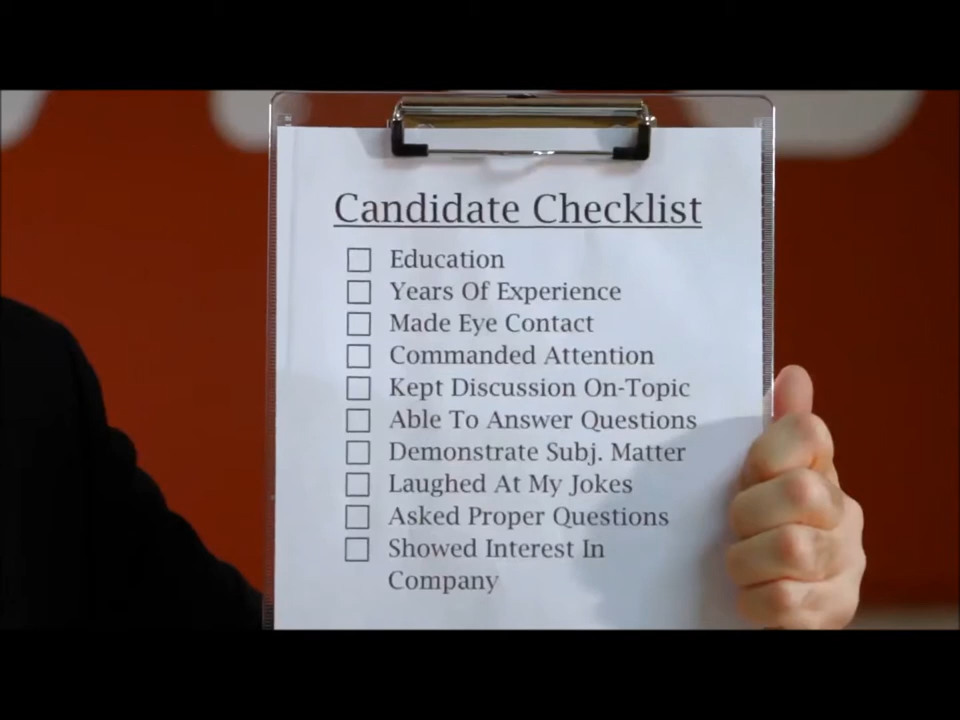 Candidate Checklist
Education
Years Of Experience
Made Eye Contact
Commanded Attention
Kept Discussion On-Topic
Able To Answer Questions
Demonstrate Subj. Matter
Laughed At My Jokes
Asked Proper Questions
Showed Interest In
Company